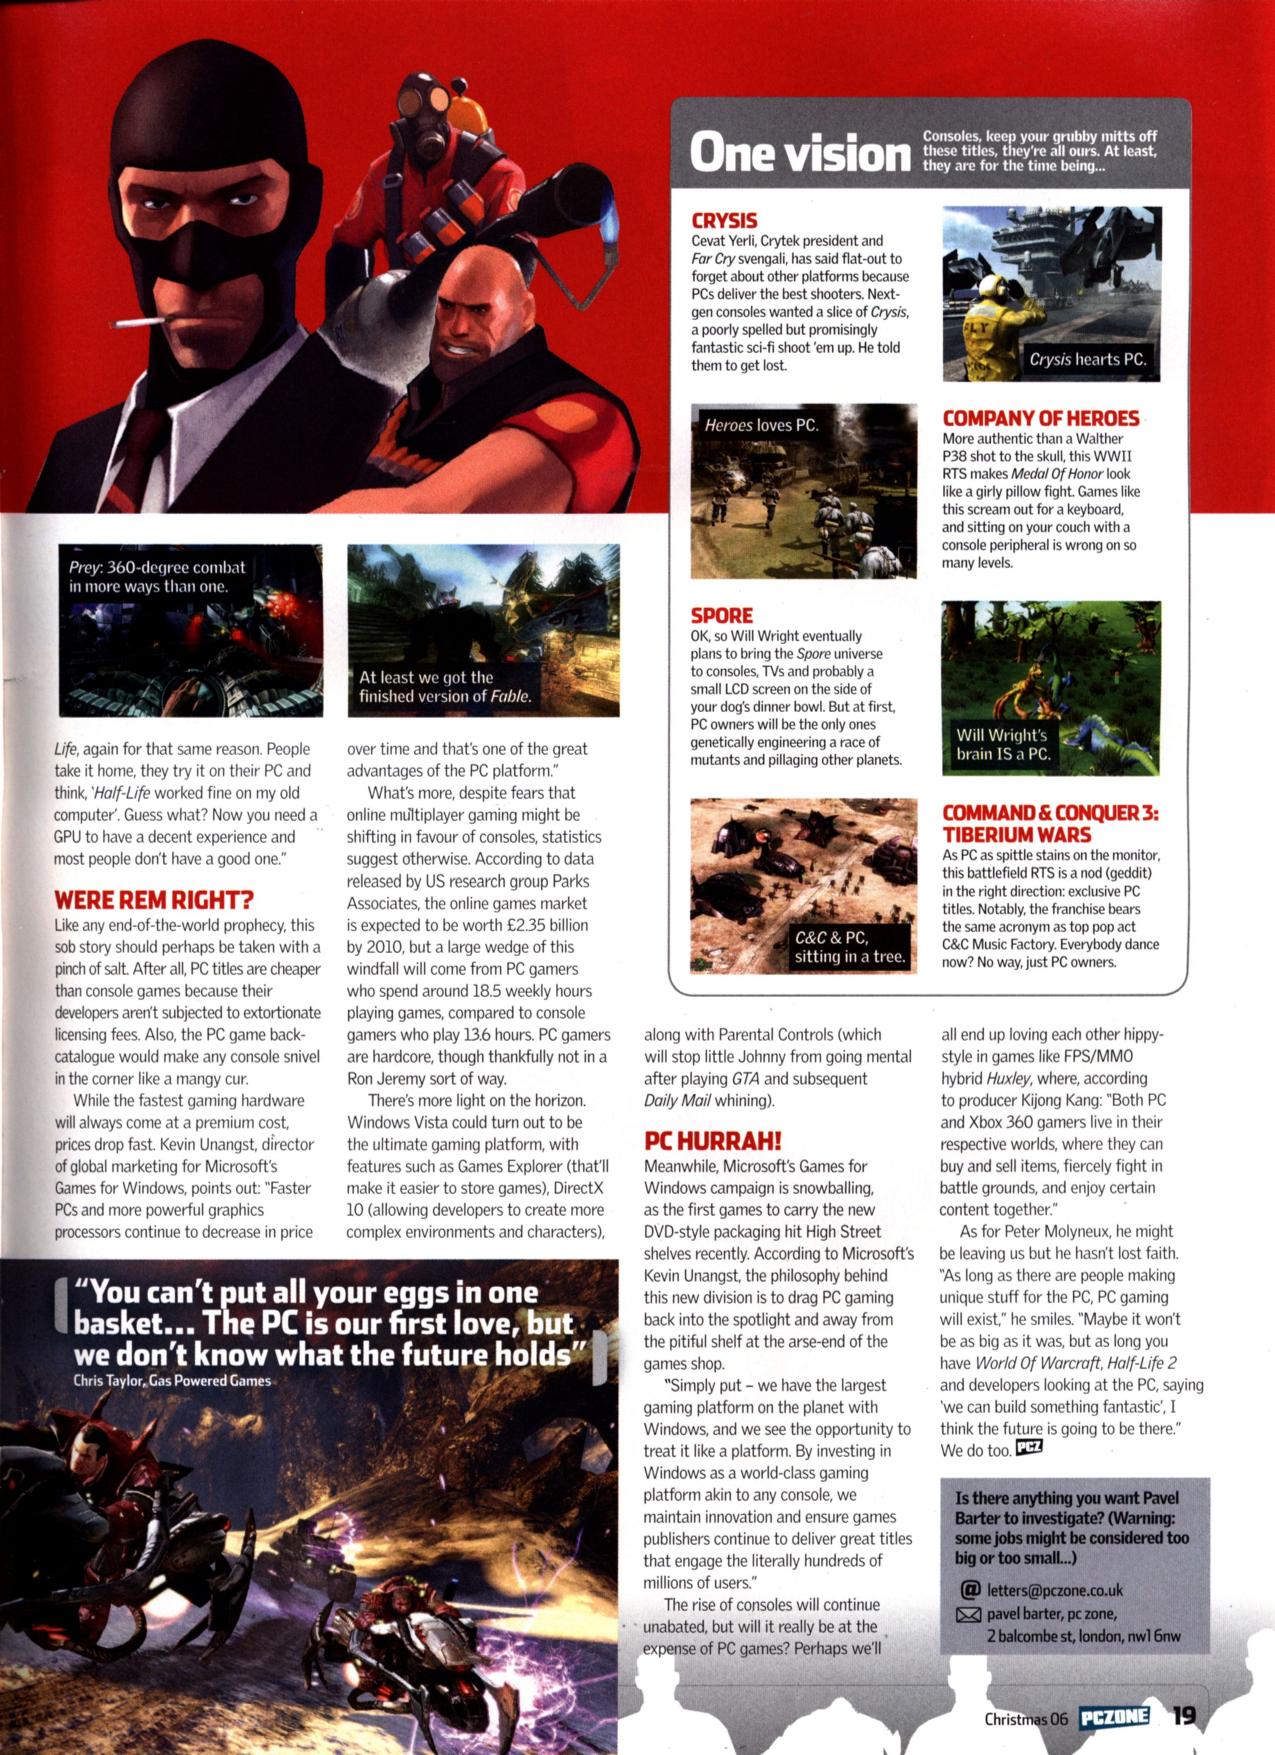 One vision
Consoles, keep your grubby mitts off
these titles, they're all ours. At least,
they are for the time being...
CRYSIS
Cevat Yerli, Crytek president and
Far Cry svengali, has said flat-out to
forget about other platforms because
PCs deliver the best shooters. Next-
gen consoles wanted a slice of Crysis,
a poorly spelled but promisingly
fantastic sci-fi shoot 'em up. He told
them to get lost.
FLY
Crysis hearts PC.
Heroes loves PC.
COMPANY OF HEROES
More authentic than a Walther
P38 shot to the skull, this WWII
RTS makes Medal Of Honor look
like a girly pillow fight. Games like
this scream out for a keyboard,
and sitting on your couch with a
console peripheral is wrong on so
many levels.
SPORE
OK, so Will Wright eventually
plans to bring the Spore universe
to consoles, TVs and probably a
small LCD screen on the side of
your dog's dinner bowl. But at first,
PC owners will be the only ones
genetically engineering a race of
mutants and pillaging other planets.
Will Wright's
brain IS a PC.
C&C & PC,
sitting in a tree.
COMMAND & CONQUER 3:
TIBERIUM WARS
As PC as spittle stains on the monitor,
this battlefield RTS is a nod (geddit)
in the right direction: exclusive PC
titles. Notably, the franchise bears
the same acronym as top pop act
C&C Music Factory. Everybody dance
now? No way, just PC owners.
Prey: 360-degree combat
in more ways than one.
At least we got the
finished version of Fable.
Life, again for that same reason. People
take it home, they try it on their PC and
think, 'Half-Life worked fine on my old
computer'. Guess what? Now you need a
GPU to have a decent experience and
most people don't have a good one."
WERE REM RIGHT?
Like any end-of-the-world prophecy, this
sob story should perhaps be taken with a
pinch of salt. After all, PC titles are cheaper
than console games because their
developers aren't subjected to extortionate
licensing fees. Also, the PC game back-
catalogue would make any console snivel
in the corner like a mangy cur.
While the fastest gaming hardware
will always come at a premium cost,
prices drop fast. Kevin Unangst, director
of global marketing for Microsoft's
Games for Windows, points out: "Faster
PCs and more powerful graphics
processors continue to decrease in price
over time and that's one of the great
advantages of the PC platform."
What's more, despite fears that
online multiplayer gaming might be
shifting in favour of consoles, statistics
suggest otherwise. According to data
released by US research group Parks
Associates, the online games market
is expected to be worth £2.35 billion
by 2010, but a large wedge of this
windfall will come from PC gamers
who spend around 18.5 weekly hours
playing games, compared to console
gamers who play 13.6 hours. PC gamers
are hardcore, though thankfully not in a
Ron Jeremy sort of way.
There's more light on the horizon.
Windows Vista could turn out to be
the ultimate gaming platform, with
features such as Games Explorer (that'll
make it easier to store games), DirectX
10 (allowing developers to create more
complex environments and characters),
along with Parental Controls (which
will stop little Johnny from going mental
after playing GTA and subsequent
Daily Mail whining).
PC HURRAH!
Meanwhile, Microsoft's Games for
Windows campaign is snowballing,
as the first games to carry the new
DVD-style packaging hit High Street
shelves recently. According to Microsoft's
Kevin Unangst, the philosophy behind
this new division is to drag PC gaming
back into the spotlight and away from
the pitiful shelf at the arse-end of the
games shop.
"Simply put – we have the largest
gaming platform on the planet with
Windows, and we see the opportunity to
treat it like a platform. By investing in
Windows as a world-class gaming
platform akin to any console, we
maintain innovation and ensure games
publishers continue to deliver great titles
that engage the literally hundreds of
millions of users."
The rise of consoles will continue
unabated, but will it really be at the
expense of PC games? Perhaps we'll
all end up loving each other hippy-
style in games like FPS/MMO
hybrid Huxley, where, according
to producer Kijong Kang: "Both PC
and Xbox 360 gamers live in their
respective worlds, where they can
buy and sell items, fiercely fight in
battle grounds, and enjoy certain
content together."
As for Peter Molyneux, he might
be leaving us but he hasn't lost faith.
"As long as there are people making
unique stuff for the PC, PC gaming
will exist," he smiles. "Maybe it won't
be as big as it was, but as long you
have World Of Warcraft, Half-Life 2
and developers looking at the PC, saying
'we can build something fantastic', I
think the future is going to be there."
We do too. PCZ
"You can't put all your eggs in one
basket... The PC is our first love, but
we don't know what the future holds"
Chris Taylor, Gas Powered Games
Is there anything you want Pavel
Barter to investigate? (Warning:
some jobs might be considered too
big or too small...)
@ letters@pczone.co.uk
pavel barter, pc zone,
2 balcombe st, london, nw1 6nw
Christmas 06 PCZONE 19